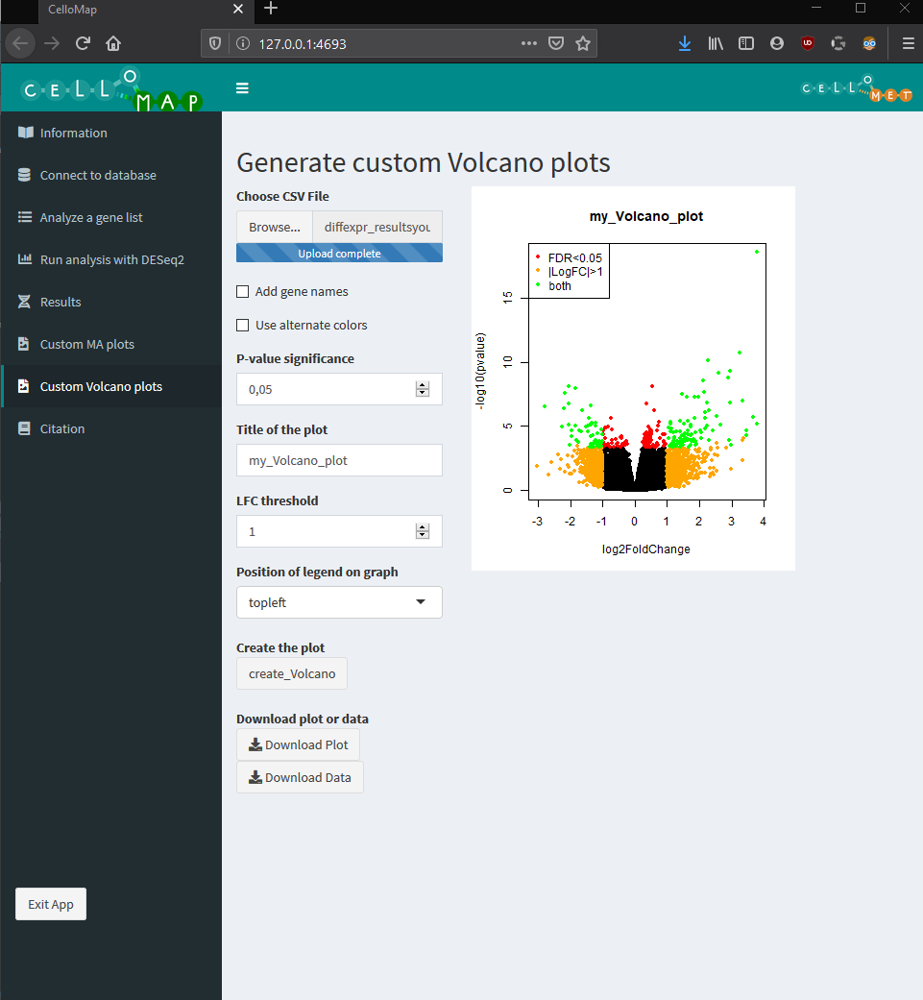 CelloMap
127.0.0.1:4693
CELLO MAP
CELLO MET
Information
Connect to database
Analyze a gene list
Run analysis with DESeq2
Results
Custom MA plots
Custom Volcano plots
Citation
Exit App
Generate custom Volcano plots
Choose CSV File
Browse... diffexpr_resultsyou
Upload complete
Add gene names
Use alternate colors
P-value significance
0,05
Title of the plot
my_Volcano_plot
LFC threshold
1
Position of legend on graph
topleft
Create the plot
create_Volcano
Download plot or data
Download Plot
Download Data
my_Volcano_plot
FDR<0.05
|LogFC|>1
both
-log10(pvalue)
15
10
5
0
-3 -2 -1 0 1 2 3 4
log2FoldChange